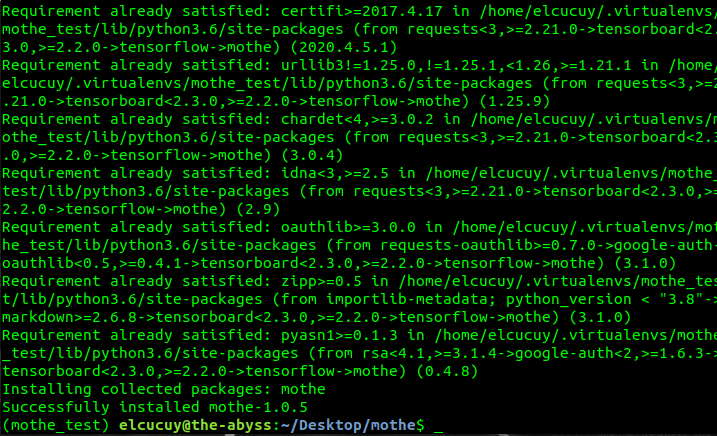 Requirement already satisfied: certifi>=2017.4.17 in /home/elcucuy/.virtualenvs/
mothe_test/lib/python3.6/site-packages (from requests<3,>=2.21.0->tensorboard<2.
3.0,>=2.2.0->tensorflow->mothe) (2020.4.5.1)
Requirement already satisfied: urllib3!=1.25.0,!=1.25.1,<1.26,>=1.21.1 in /home/
elcucuy/.virtualenvs/mothe_test/lib/python3.6/site-packages (from requests<3,>=2
.21.0->tensorboard<2.3.0,>=2.2.0->tensorflow->mothe) (1.25.9)
Requirement already satisfied: chardet<4,>=3.0.2 in /home/elcucuy/.virtualenvs/m
othe_test/lib/python3.6/site-packages (from requests<3,>=2.21.0->tensorboard<2.3
.0,>=2.2.0->tensorflow->mothe) (3.0.4)
Requirement already satisfied: idna<3,>=2.5 in /home/elcucuy/.virtualenvs/mothe_
test/lib/python3.6/site-packages (from requests<3,>=2.21.0->tensorboard<2.3.0,>=
2.2.0->tensorflow->mothe) (2.9)
Requirement already satisfied: oauthlib>=3.0.0 in /home/elcucuy/.virtualenvs/mot
he_test/lib/python3.6/site-packages (from requests-oauthlib>=0.7.0->google-auth-
oauthlib<0.5,>=0.4.1->tensorboard<2.3.0,>=2.2.0->tensorflow->mothe) (3.1.0)
Requirement already satisfied: zipp>=0.5 in /home/elcucuy/.virtualenvs/mothe_tes
t/lib/python3.6/site-packages (from importlib-metadata; python_version < "3.8"->
markdown>=2.6.8->tensorboard<2.3.0,>=2.2.0->tensorflow->mothe) (3.1.0)
Requirement already satisfied: pyasn1>=0.1.3 in /home/elcucuy/.virtualenvs/mothe
_test/lib/python3.6/site-packages (from rsa<4.1,>=3.1.4->google-auth<2,>=1.6.3->
tensorboard<2.3.0,>=2.2.0->tensorflow->mothe) (0.4.8)
Installing collected packages: mothe
Successfully installed mothe-1.0.5
(mothe_test) elcucuy@the-abyss:~/Desktop/mothe$ _